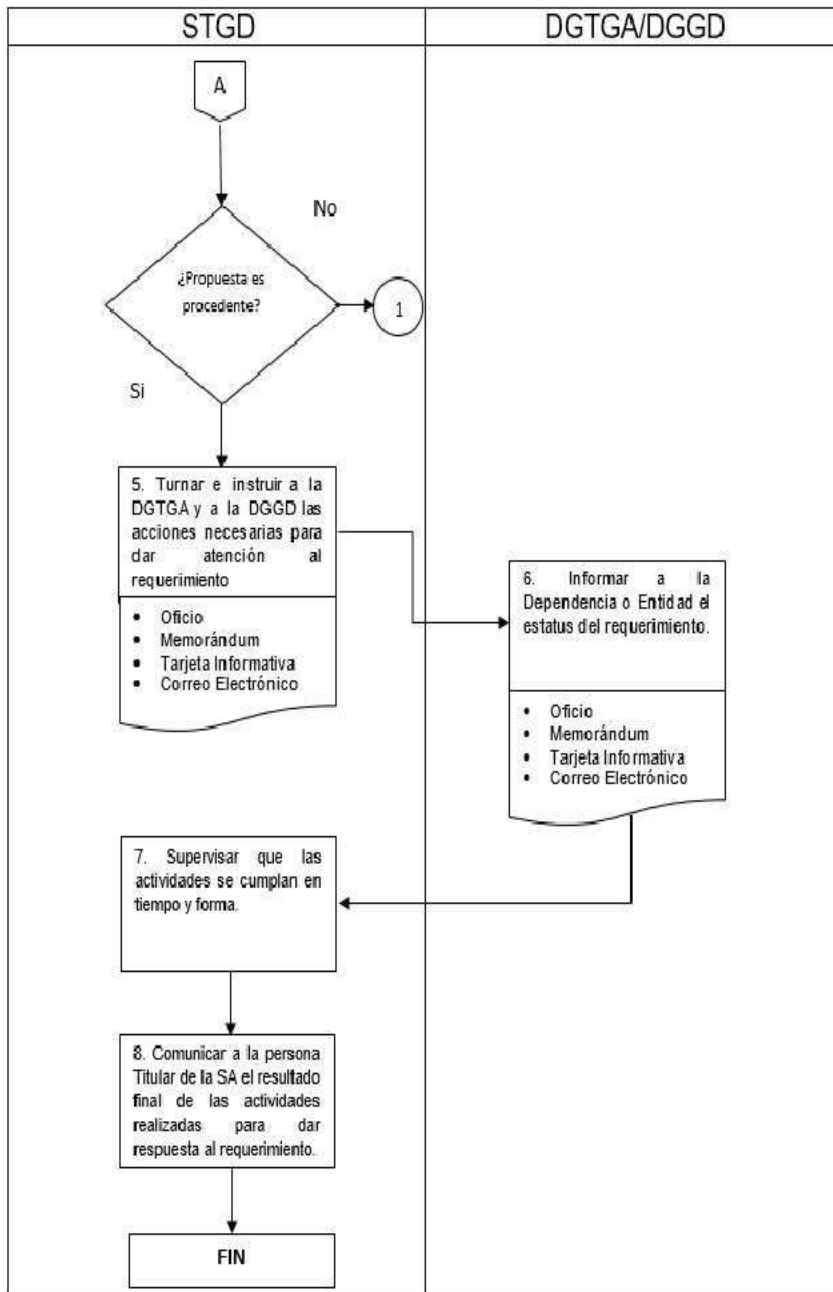 STGD
DGTGA/DGGD
A
No
¿Propuesta es
procedente?
1
Si
5. Turnar e instruir a la
DGTGA y a la DGGD las
acciones necesarias para
dar atención al
requerimiento
• Oficio
• Memorándum
• Tarjeta Informativa
• Correo Electrónico
6. Informar a la
Dependencia o Entidad el
estatus del requerimiento.
• Oficio
• Memorándum
• Tarjeta Informativa
• Correo Electrónico
7. Supervisar que las
actividades se cumplan en
tiempo y forma.
8. Comunicar a la persona
Titular de la SA el resultado
final de las actividades
realizadas para dar
respuesta al requerimiento.
FIN